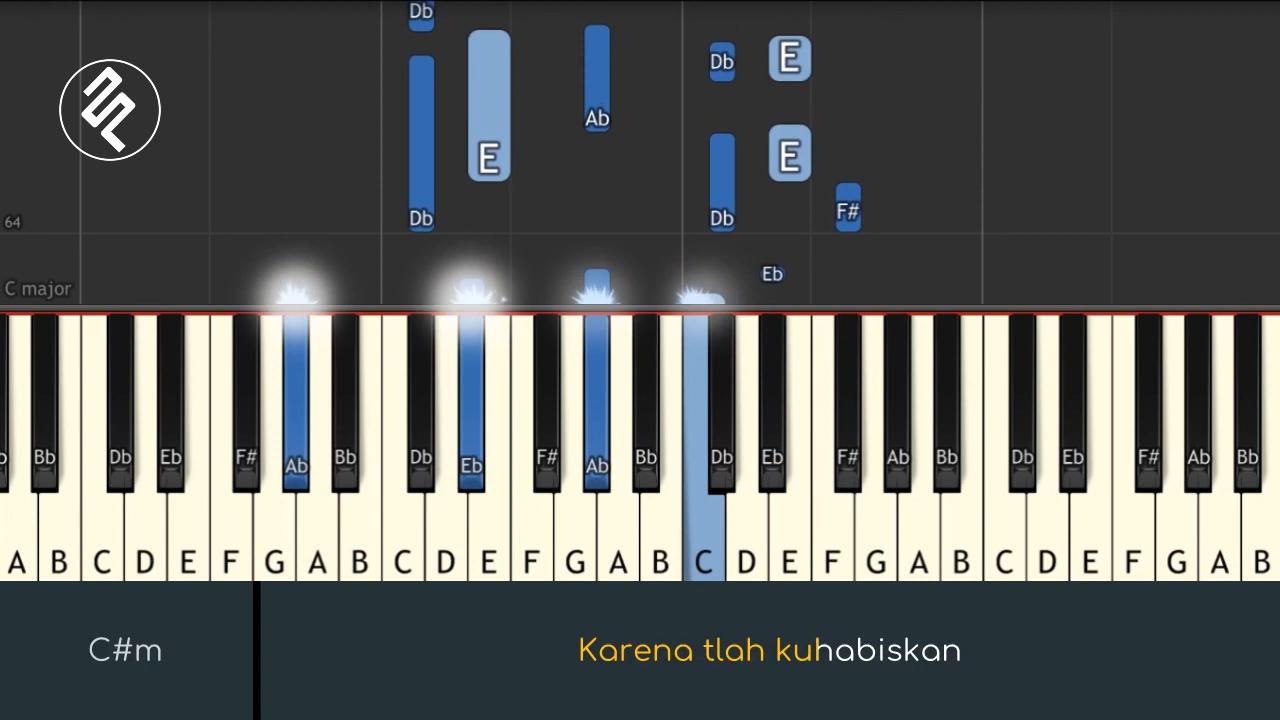 Db
E
Ab
Db
E
Db
E
Db
F#
64
Eb
C major
b Bb Db Eb F# Ab Bb Db Eb F# Ab Bb Db Eb F# Ab Bb Db Eb F# Ab Bb
A B C D E F G A B C D E F G A B C D E F G A B C D E F G A B
C#m
Karena tlah kuhabiskan